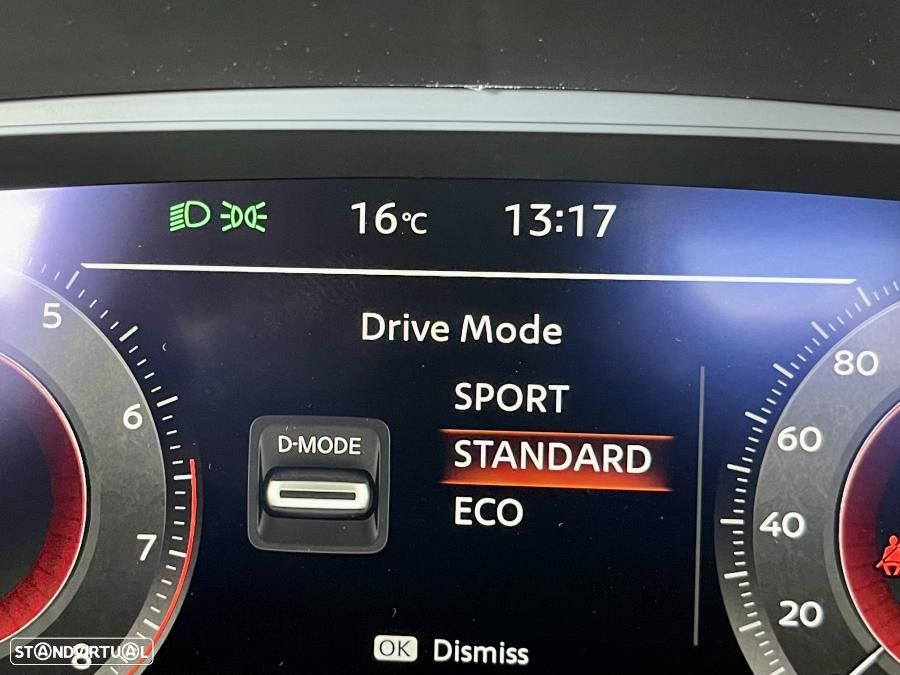 16°C 13:17
Drive Mode
SPORT
STANDARD
ECO
D-MODE
OK Dismiss
5
6
7
8
80
60
40
20
STANDVIRTUAL